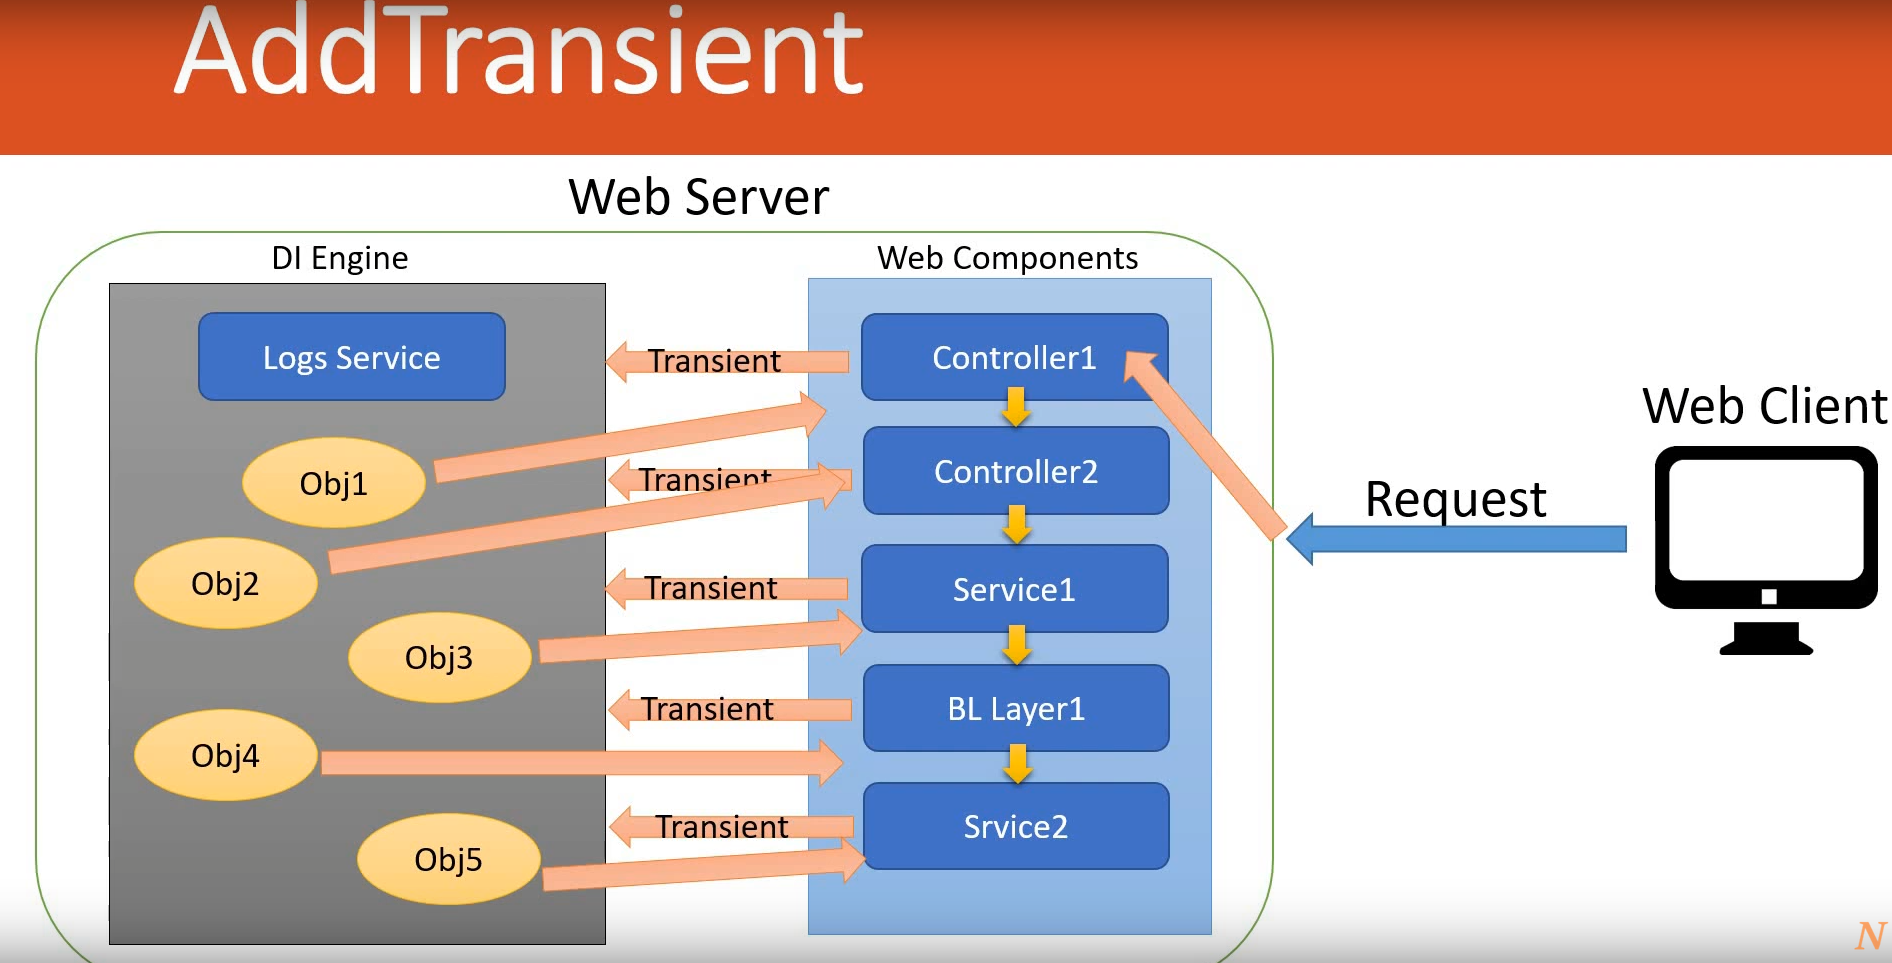 AddTransient
Web Server
DI Engine
Web Components
Logs Service
Transient
Controller1
Web Client
Obj1
Transient
Controller2
Request
Obj2
Transient
Service1
Obj3
Transient
BL Layer1
Obj4
Transient
Srvice2
Obj5
N